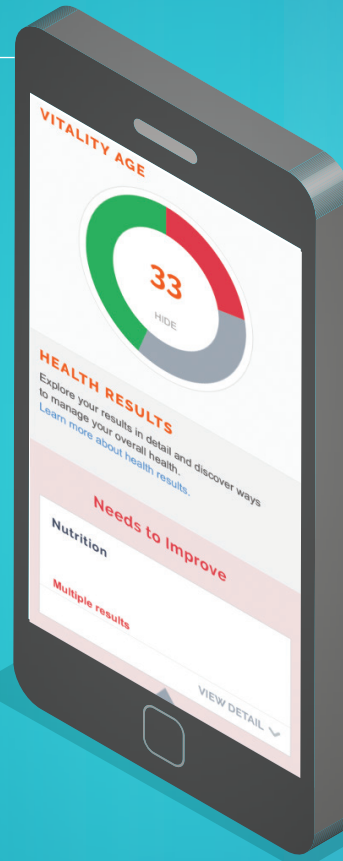 VITALITY AGE
33
HIDE
HEALTH RESULTS
Explore your results in detail and discover ways
to manage your overall health.
Learn more about health results.
Needs to Improve
Nutrition
Multiple results
VIEW DETAIL